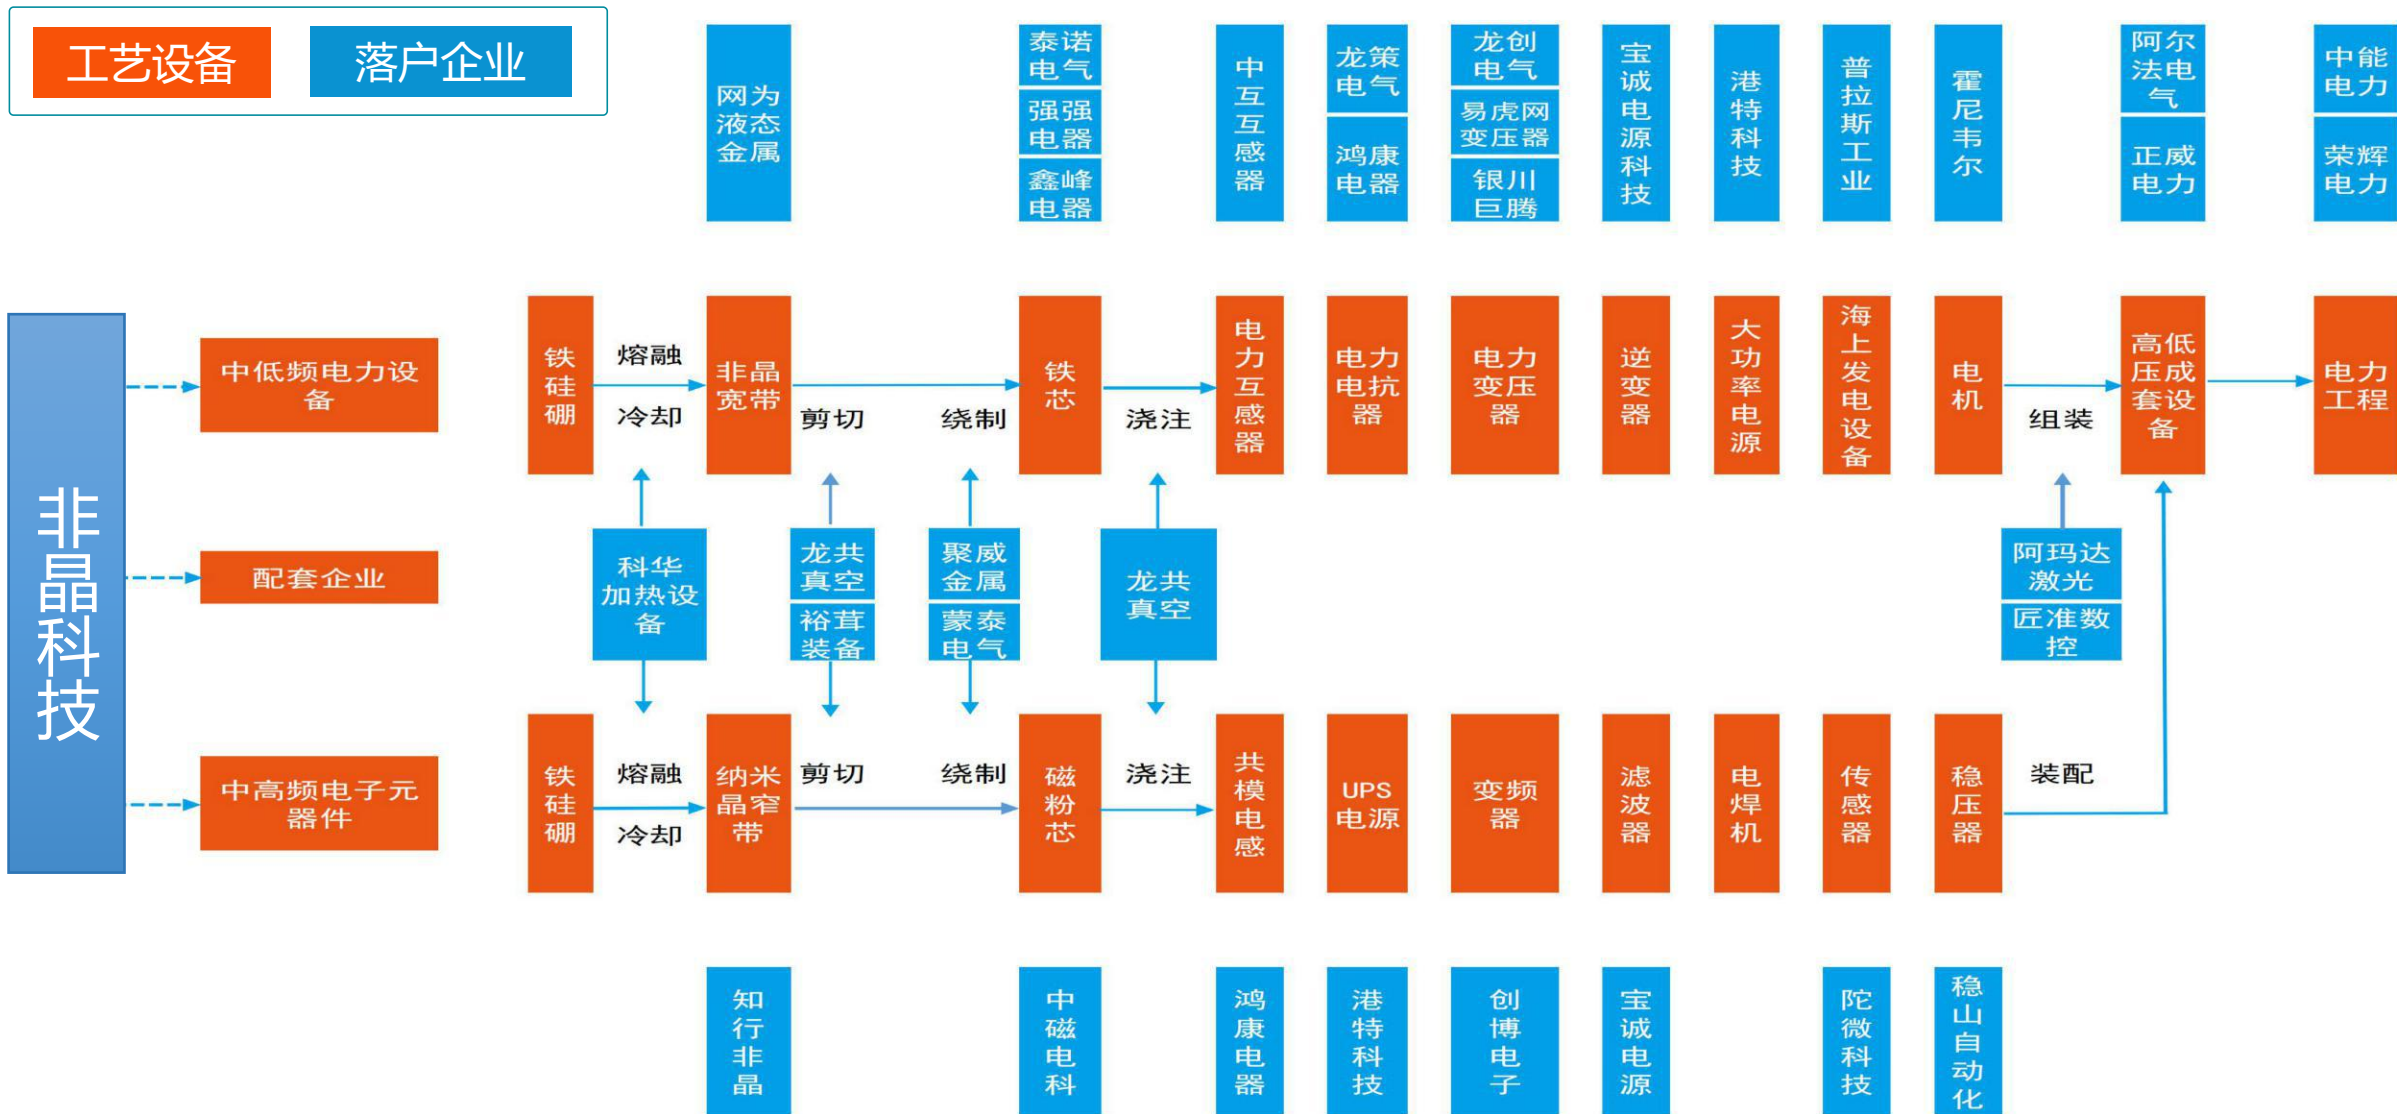 工艺设备
落户企业
网为
液态
金属
泰诺
电气
强强
电器
鑫峰
电器
中互互感器
龙策
电气
鸿康
电器
龙创
电气
易虎网
变压器
银川
巨腾
宝诚电源科技
港特科技
普拉斯工业
霍尼韦尔
阿尔
法电
气
正威
电力
中能
电力
荣辉
电力
非晶科技
中低频电力设
备
铁硅硼
熔融
冷却
非晶
宽带
剪切
绕制
铁芯
浇注
电力互感器
电力
电抗
器
电力
变压
器
逆变器
大功率电源
海上发电设备
电机
组装
高低
压成
套设
备
电力
工程
配套企业
科华
加热设
备
龙共
真空
裕茸
装备
聚威
金属
蒙泰
电气
龙共
真空
阿玛达
激光
匠准数
控
中高频电子元
器件
铁硅硼
熔融
冷却
纳米
晶窄
带
剪切
绕制
磁粉芯
浇注
共模电感
UPS
电源
变频
器
滤波器
电焊机
传感器
稳压器
装配
知行非晶
中磁电科
鸿康电器
港特科技
创博电子
宝诚电源
陀微科技
稳山自动化